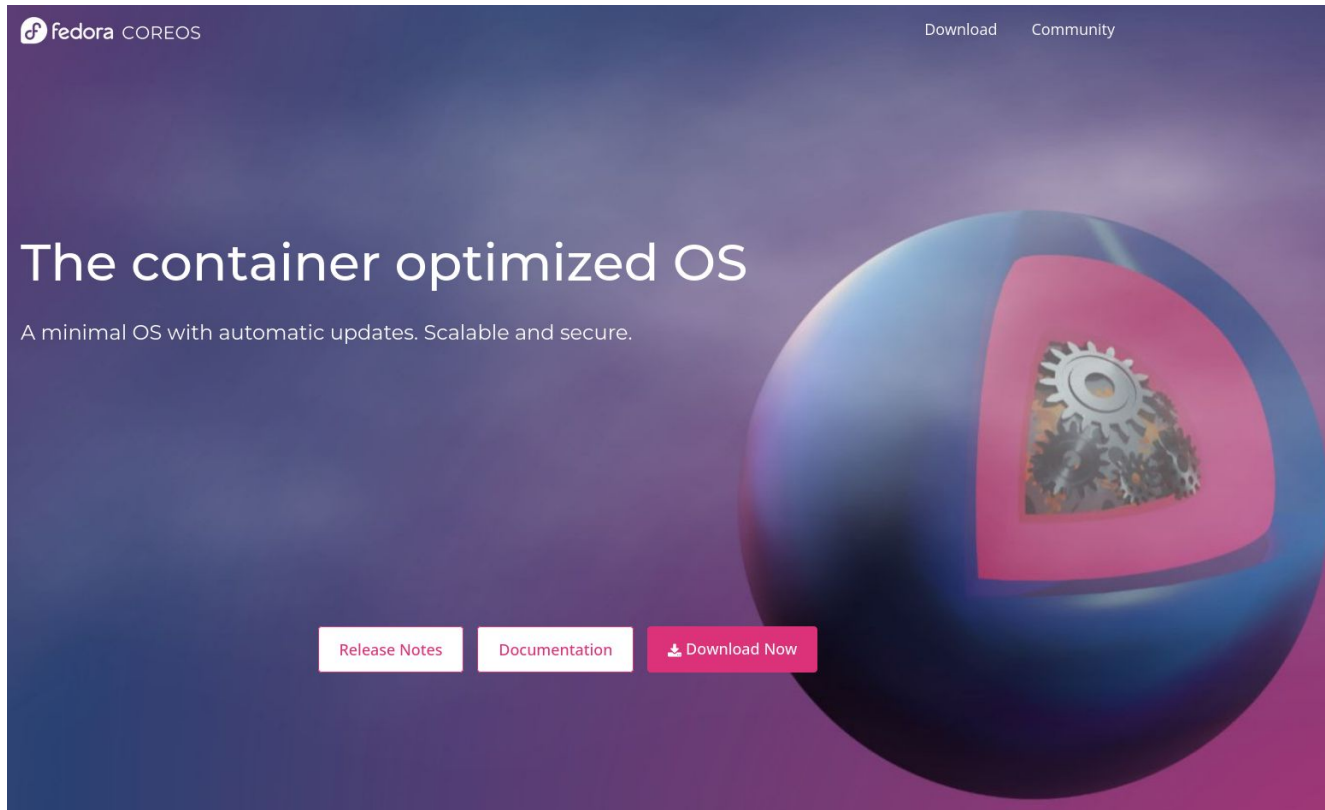 fedora COREOS
Download Community
The container optimized OS
A minimal OS with automatic updates. Scalable and secure.
Release Notes Documentation Download Now